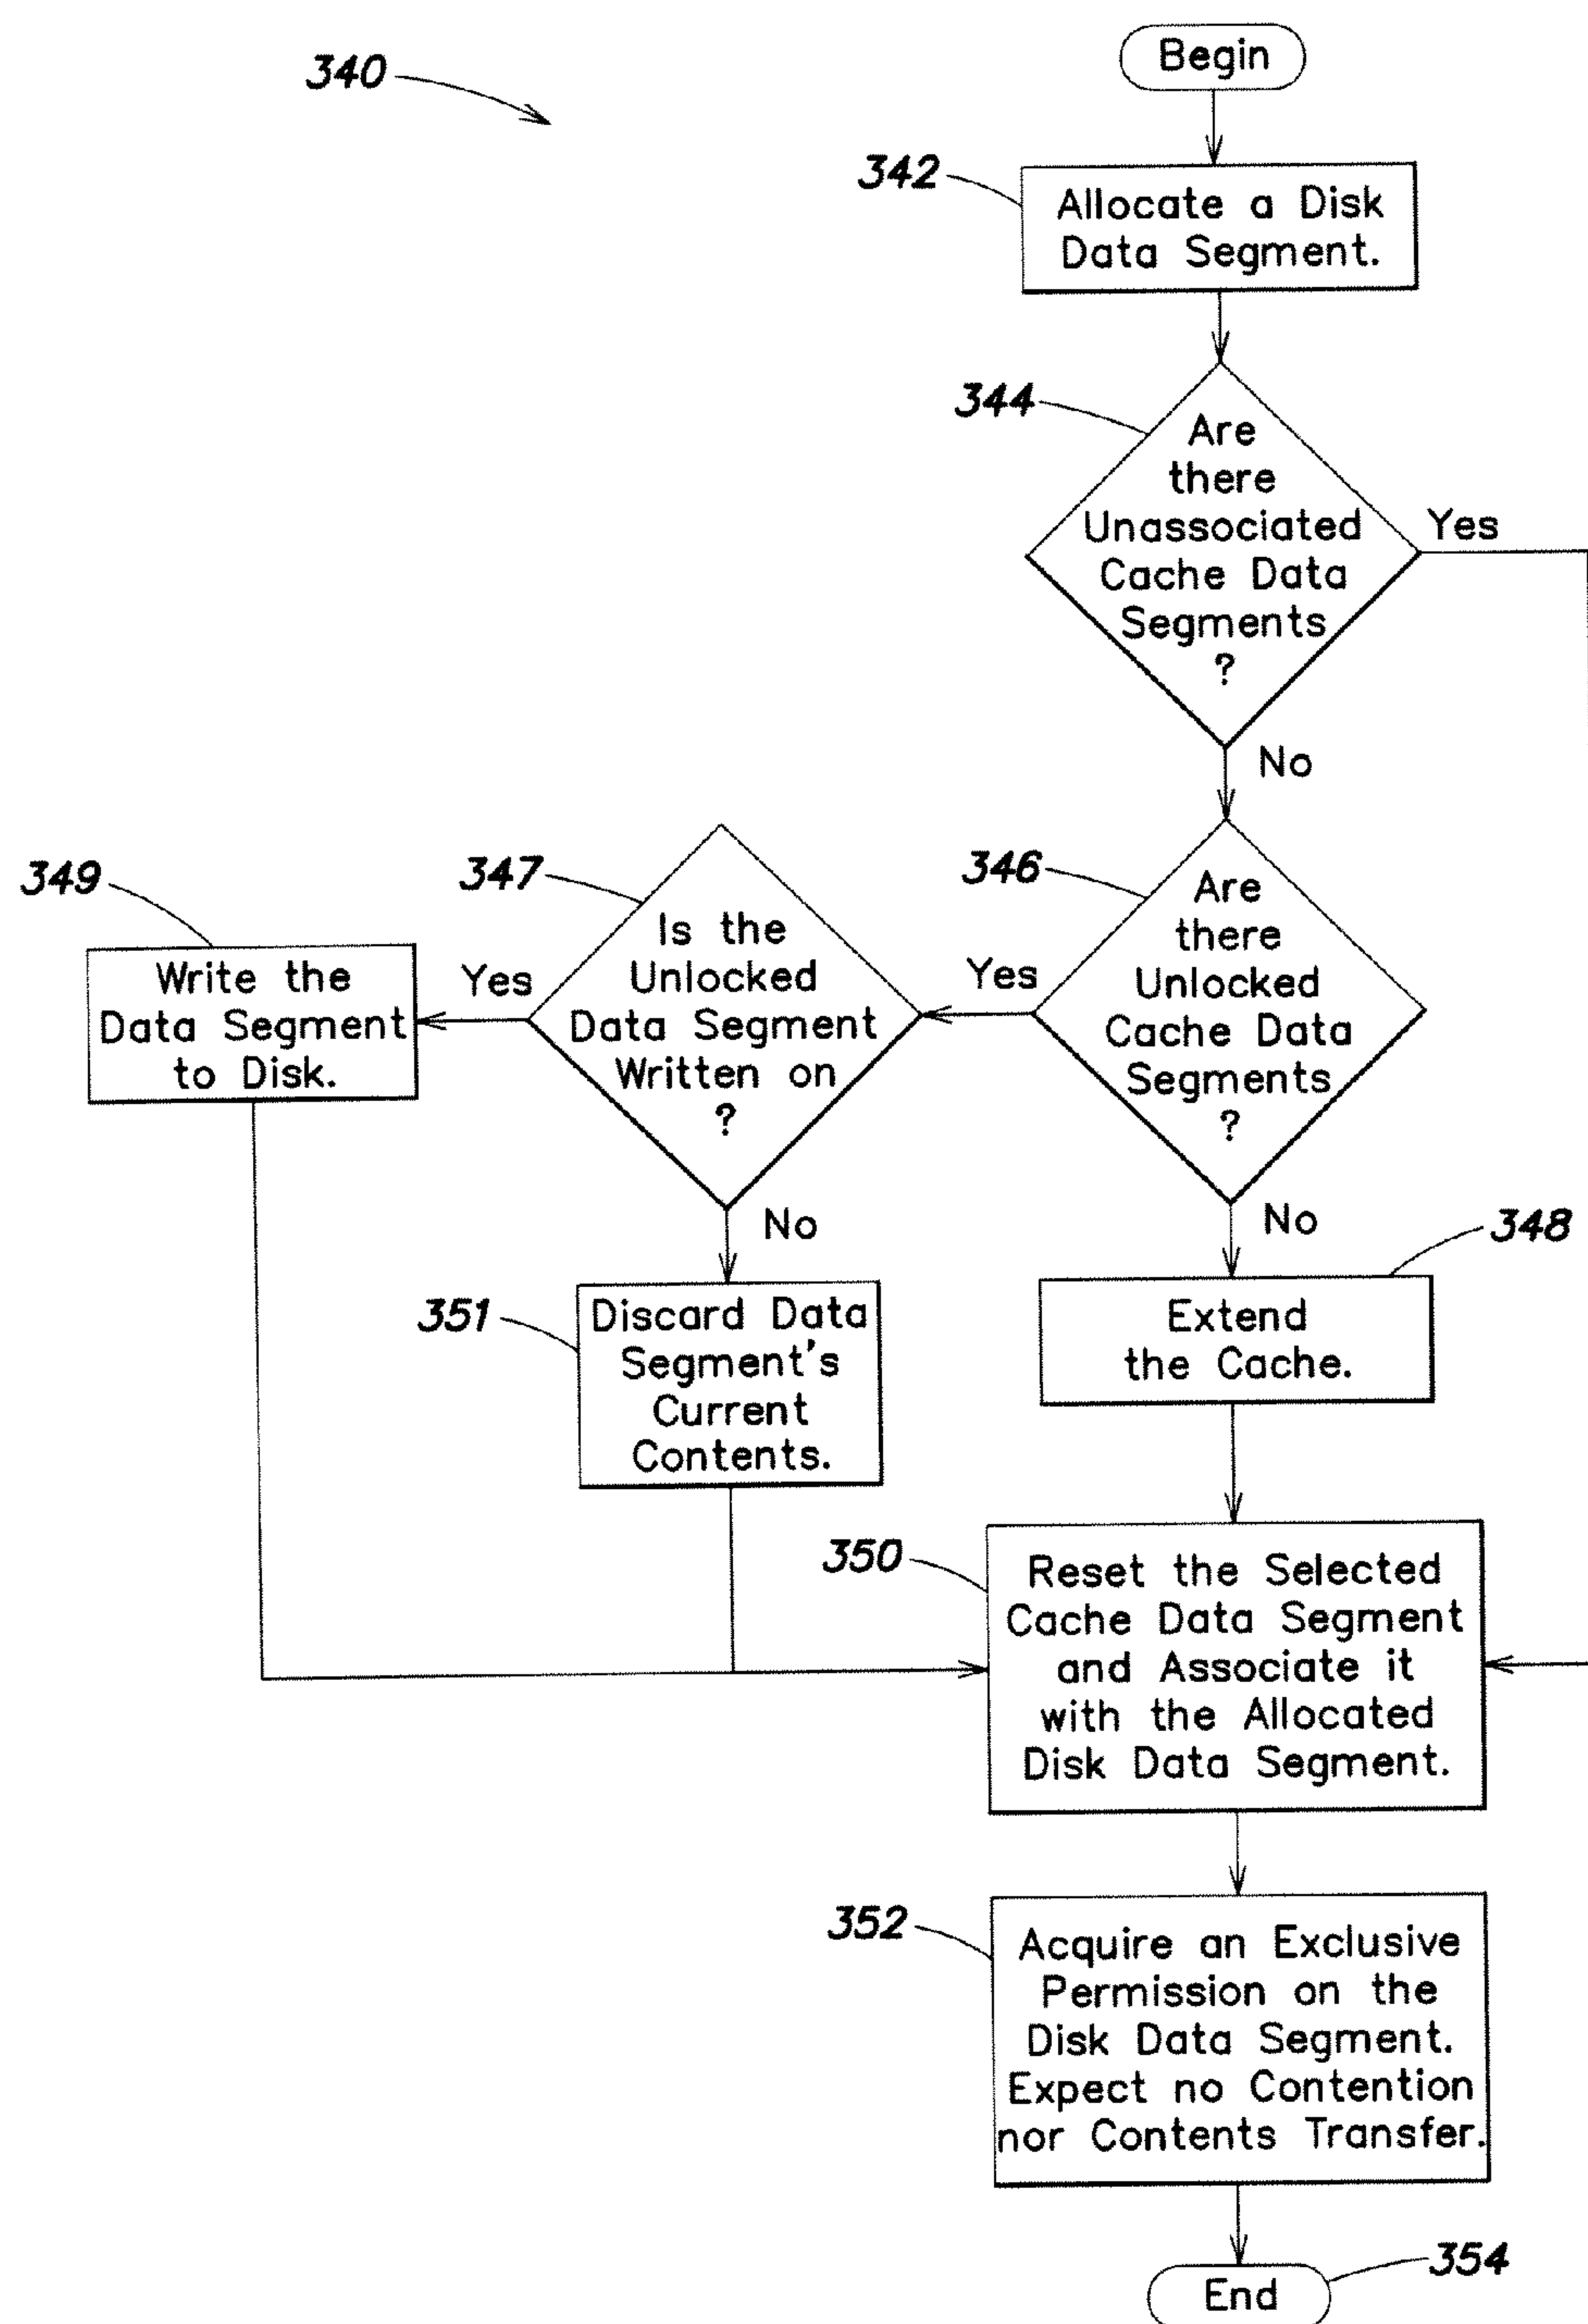 Begin
340
342
Allocate a Disk
Data Segment.
344
Are
there
Unassociated
Cache Data
Segments
?
Yes
No
346
Are
there
Unlocked
Cache Data
Segments
?
Yes
No
347
Is the
Unlocked
Data Segment
Written on
?
Yes
No
349
Write the
Data Segment
to Disk.
351
Discard Data
Segment's
Current
Contents.
348
Extend
the Cache.
350
Reset the Selected
Cache Data Segment
and Associate it
with the Allocated
Disk Data Segment.
352
Acquire an Exclusive
Permission on the
Disk Data Segment.
Expect no Contention
nor Contents Transfer.
354
End